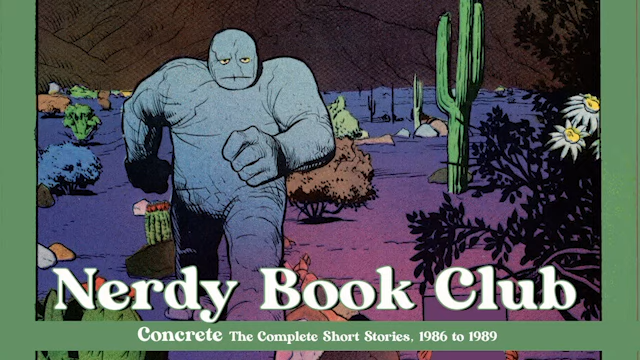 Nerdy Book Club
Concrete The Complete Short Stories, 1986 to 1989